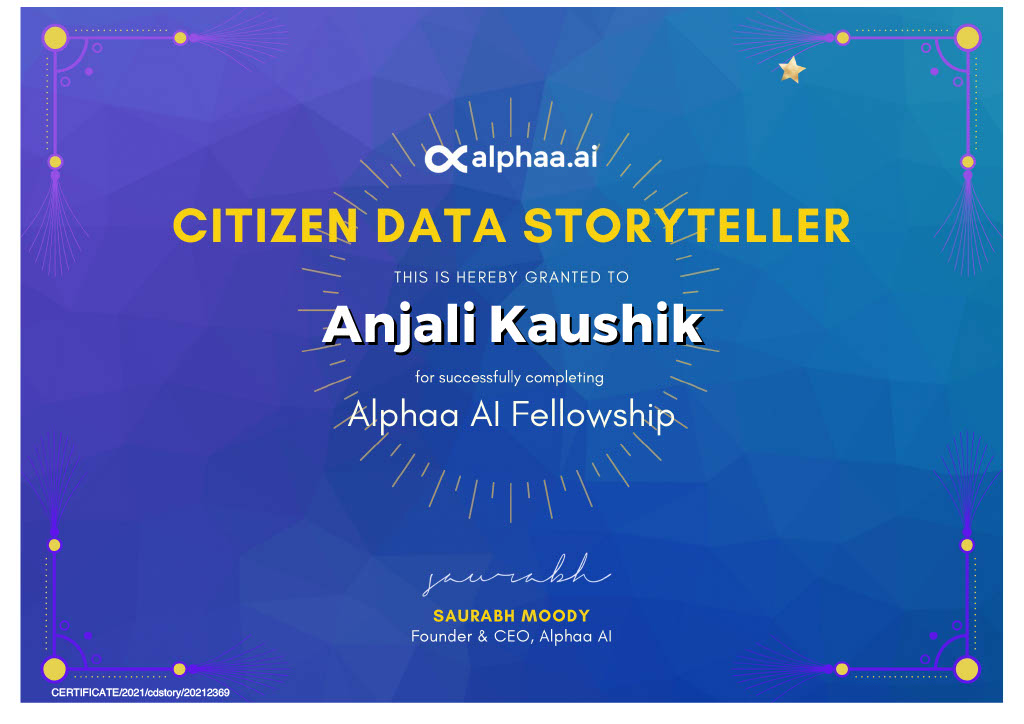 alphaa.ai
CITIZEN DATA STORYTELLER
THIS IS HEREBY GRANTED TO
Anjali Kaushik
for successfully completing
Alphaa AI Fellowship
saurabh
SAURABH MOODY
Founder & CEO, Alphaa AI
CERTIFICATE/2021/cdstory/20212369